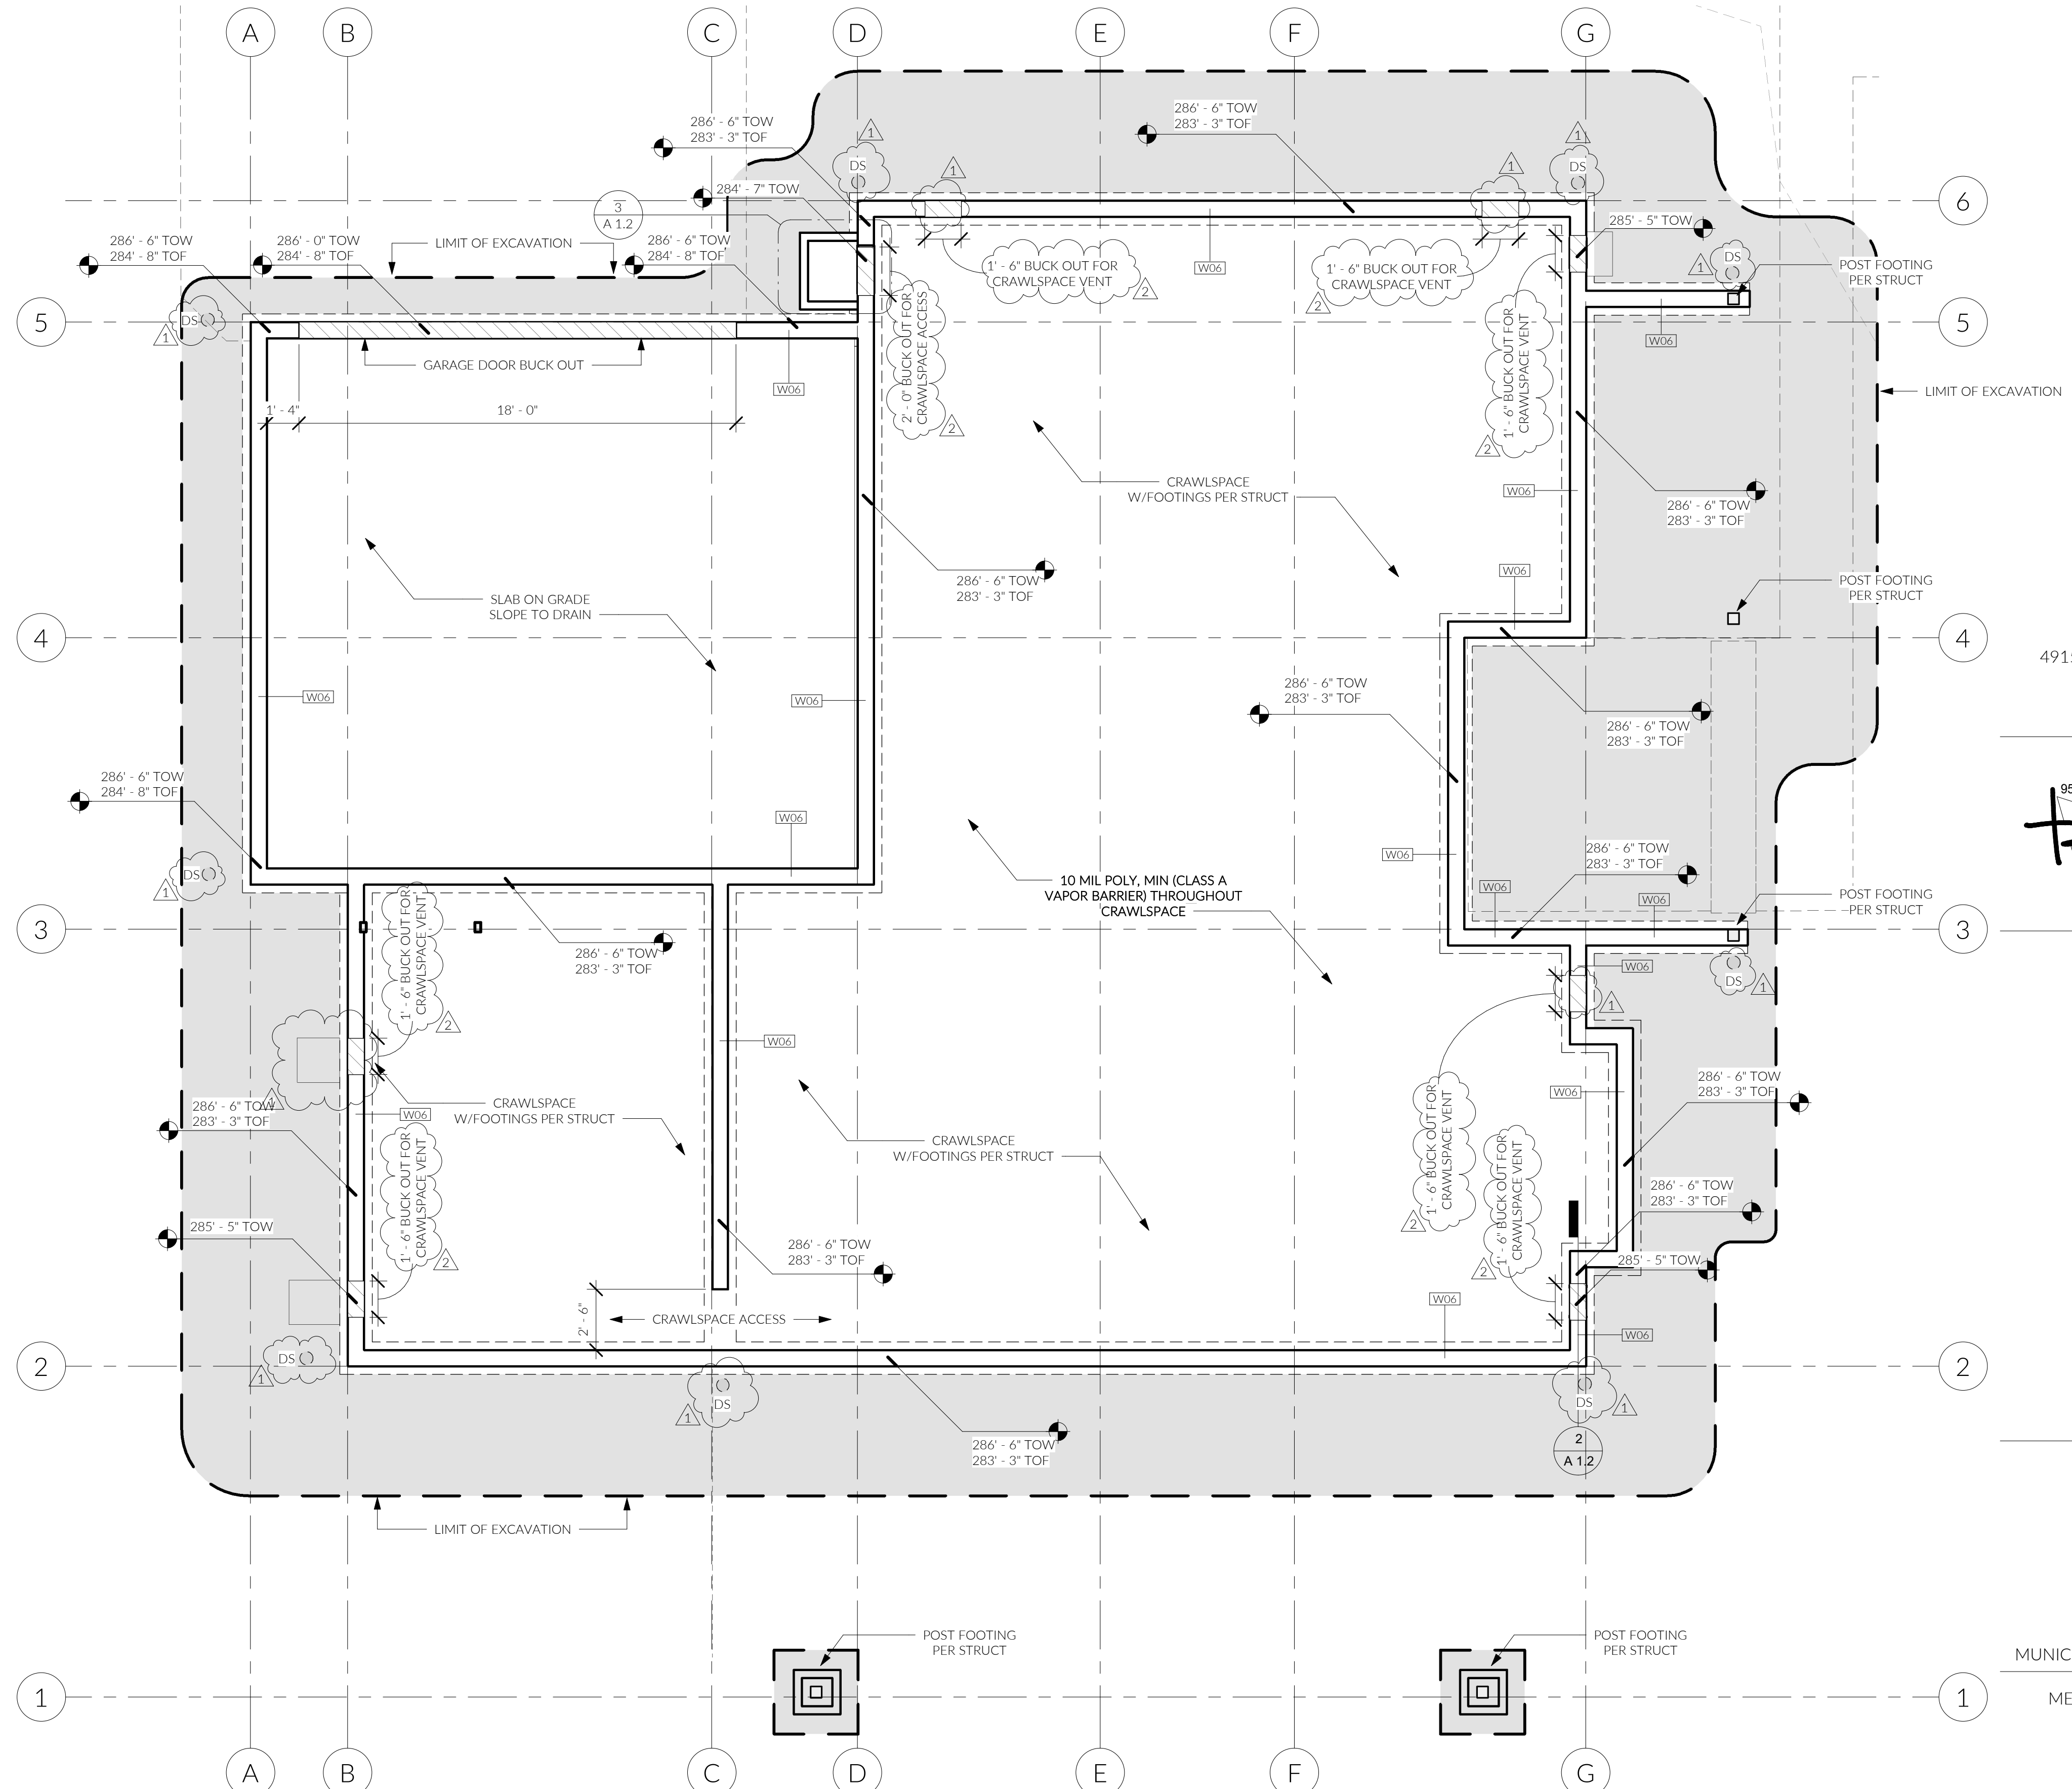 A
B
C
D
E
F
G
286' - 6" TOW
283' - 3" TOF
1
286' - 6" TOW
283' - 3" TOF
1
DS
1
1
DS
1
284' - 7" TOW
3
A 1.2
6
285' - 5" TOW
286' - 6" TOW
284' - 8" TOF
286' - 0" TOW
284' - 8" TOF
LIMIT OF EXCAVATION
286' - 6" TOW
284' - 8" TOF
1' - 6" BUCK OUT FOR
CRAWLSPACE VENT
2
W06
1' - 6" BUCK OUT FOR
CRAWLSPACE VENT
2
DS
1
POST FOOTING
PER STRUCT
5
DS
1
5
W06
2' - 0" BUCK OUT FOR
CRAWLSPACE ACCESS
2
1' - 6" BUCK OUT FOR
CRAWLSPACE VENT
2
GARAGE DOOR BUCK OUT
W06
LIMIT OF EXCAVATION
1' - 4"
18' - 0"
CRAWLSPACE
W/FOOTINGS PER STRUCT
W06
286' - 6" TOW
283' - 3" TOF
286' - 6" TOW
283' - 3" TOF
W06
POST FOOTING
PER STRUCT
SLAB ON GRADE
SLOPE TO DRAIN
4
4
491
W06
W06
286' - 6" TOW
283' - 3" TOF
286' - 6" TOW
283' - 3" TOF
286' - 6" TOW
284' - 8" TOF
95
W06
W06
286' - 6" TOW
283' - 3" TOF
DS
1
10 MIL POLY, MIN (CLASS A
VAPOR BARRIER) THROUGHOUT
CRAWLSPACE
W06
W06
POST FOOTING
PER STRUCT
3
3
1' - 6" BUCK OUT FOR
CRAWLSPACE VENT
2
286' - 6" TOW
283' - 3" TOF
W06
DS
1
1
W06
1
286' - 6" TOW
283' - 3" TOF
CRAWLSPACE
W/FOOTINGS PER STRUCT
W06
W06
286' - 6" TOW
283' - 3" TOF
1' - 6" BUCK OUT FOR
CRAWLSPACE VENT
2
CRAWLSPACE
W/FOOTINGS PER STRUCT
1' - 6" BUCK OUT FOR
CRAWLSPACE VENT
2
1' - 6" BUCK OUT FOR
CRAWLSPACE VENT
2
286' - 6" TOW
283' - 3" TOF
285' - 5" TOW
286' - 6" TOW
283' - 3" TOF
285' - 5" TOW
2' - 6"
CRAWLSPACE ACCESS
W06
W06
2
DS
1
2
DS
1
DS
1
286' - 6" TOW
283' - 3" TOF
2
A 1.2
LIMIT OF EXCAVATION
POST FOOTING
PER STRUCT
POST FOOTING
PER STRUCT
MUNIC
1
1
ME
A
B
C
D
E
F
G